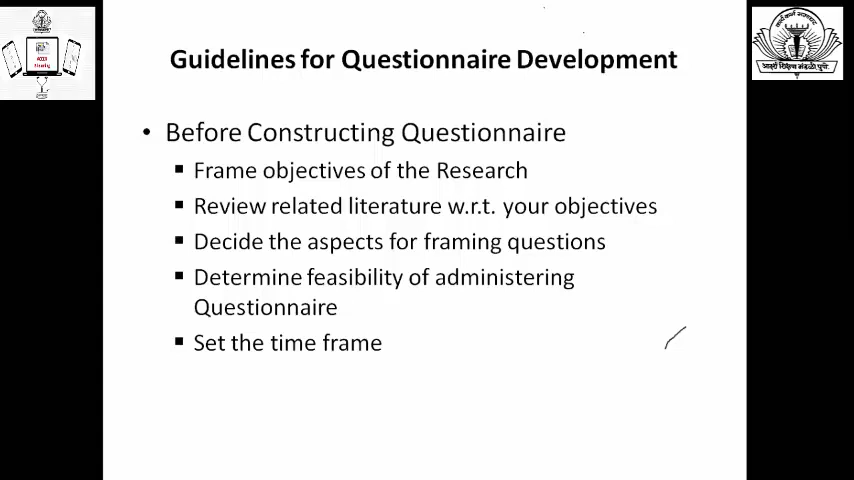 Guidelines for Questionnaire Development
• Before Constructing Questionnaire
▪ Frame objectives of the Research
▪ Review related literature w.r.t. your objectives
▪ Decide the aspects for framing questions
▪ Determine feasibility of administering
Questionnaire
▪ Set the time frame